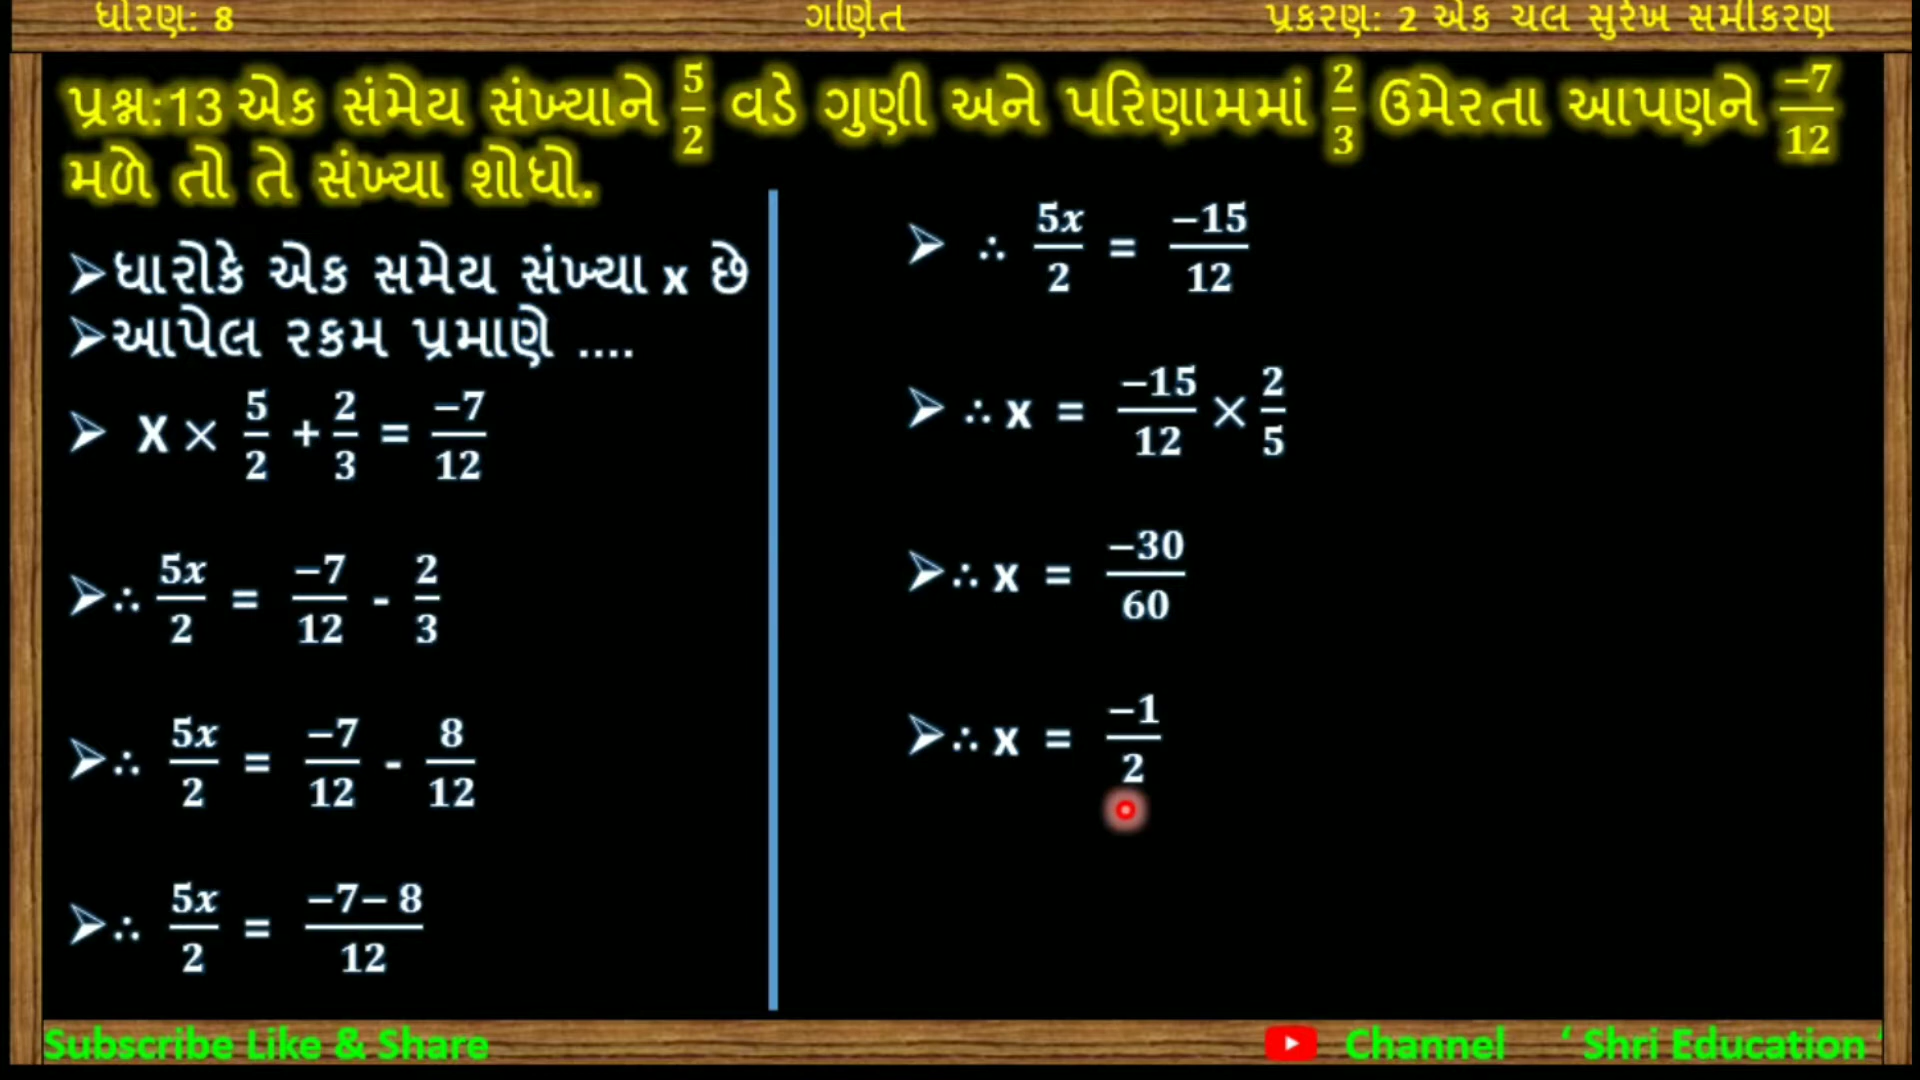 ધોરણ: 8
ગણિત
પ્રકરણ: 2 એક ચલ સુરેખ સમીકરણ
પ્રશ્ન:13 એક સંમેય સંખ્યાને 5/2 વડે ગુણી અને પરિણામમાં 2/3 ઉમેરતા આપણને −7/12
મળે તો તે સંખ્યા શોધો.
➢ધારોકે એક સમેય સંખ્યા x છે
➢આપેલ રકમ પ્રમાણે ....
➢ X × 5/2 + 2/3 = −7/12
➢∴ 5x/2 = −7/12 - 2/3
➢∴ 5x/2 = −7/12 - 8/12
➢∴ 5x/2 = −7− 8/12
➢ ∴ 5x/2 = −15/12
➢ ∴ x = −15/12 × 2/5
➢∴ x = −30/60
➢∴ x = −1/2
Subscribe Like & Share
Channel ‘ Shri Education ’